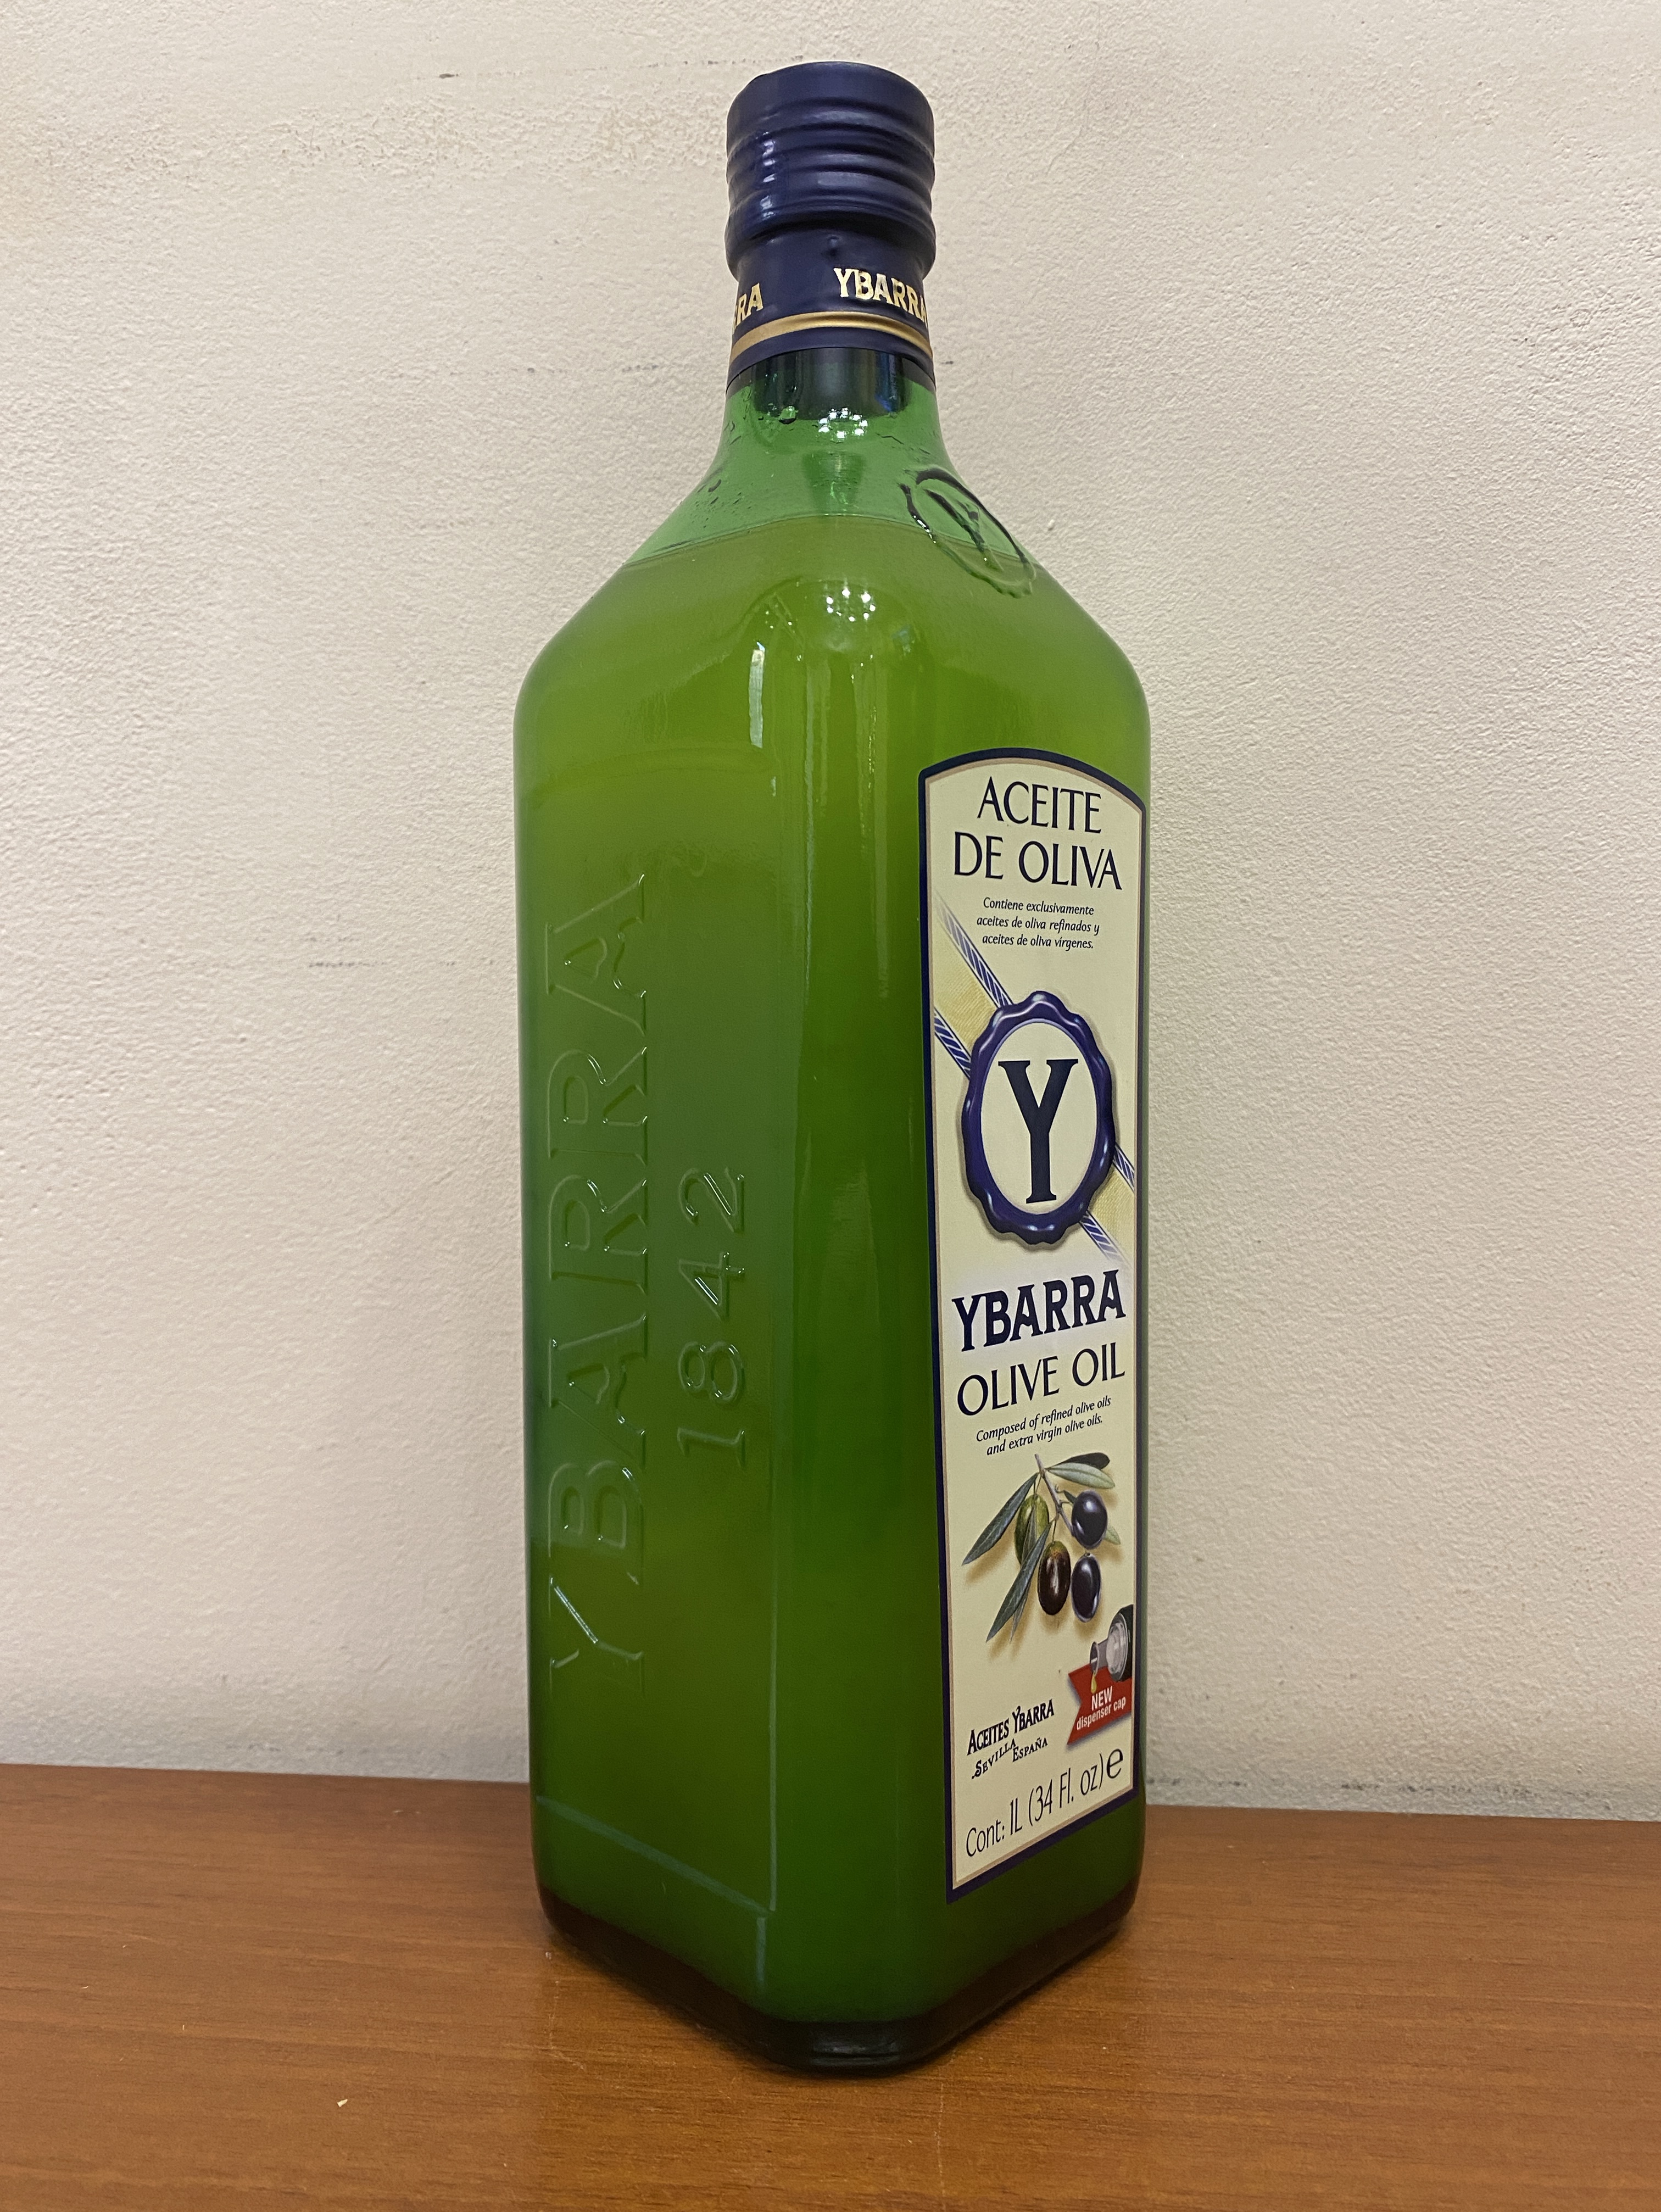 RA YBARRA
Y
YBARRA
1842
ACEITE
DE OLIVA
Contiene exclusivamente
aceites de oliva refinados y
aceites de oliva vírgenes.
Y
YBARRA
OLIVE OIL
Composed of refined olive oils
and extra virgin olive oils.
NEW
dispenser cap
ACEITES YBARRA
SEVILLA ESPAÑA
Cont: 1L (34 Fl. oz) e